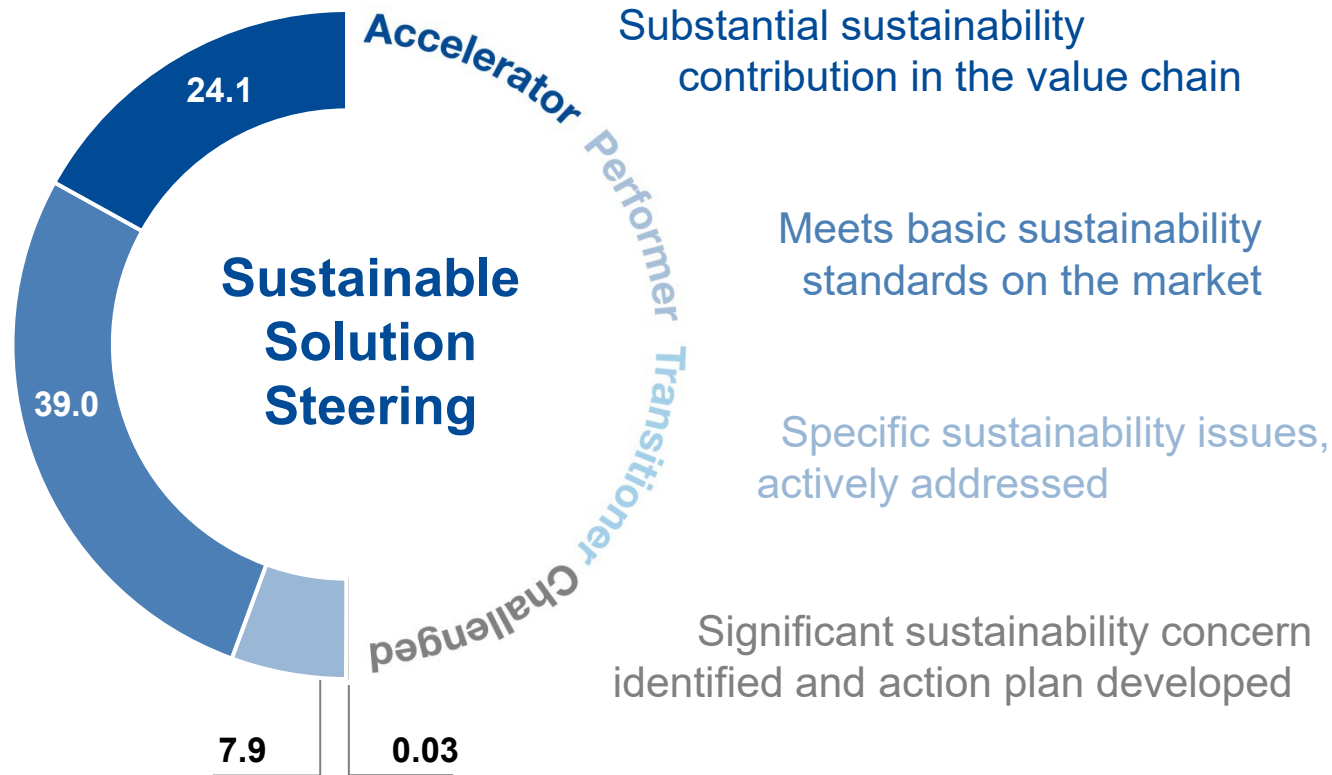 24.1
39.0
7.9
0.03
Sustainable
Solution
Steering
Accelerator
Performer
Transitioner
Challenged
Substantial sustainability
contribution in the value chain
Meets basic sustainability
standards on the market
Specific sustainability issues,
actively addressed
Significant sustainability concern
identified and action plan developed